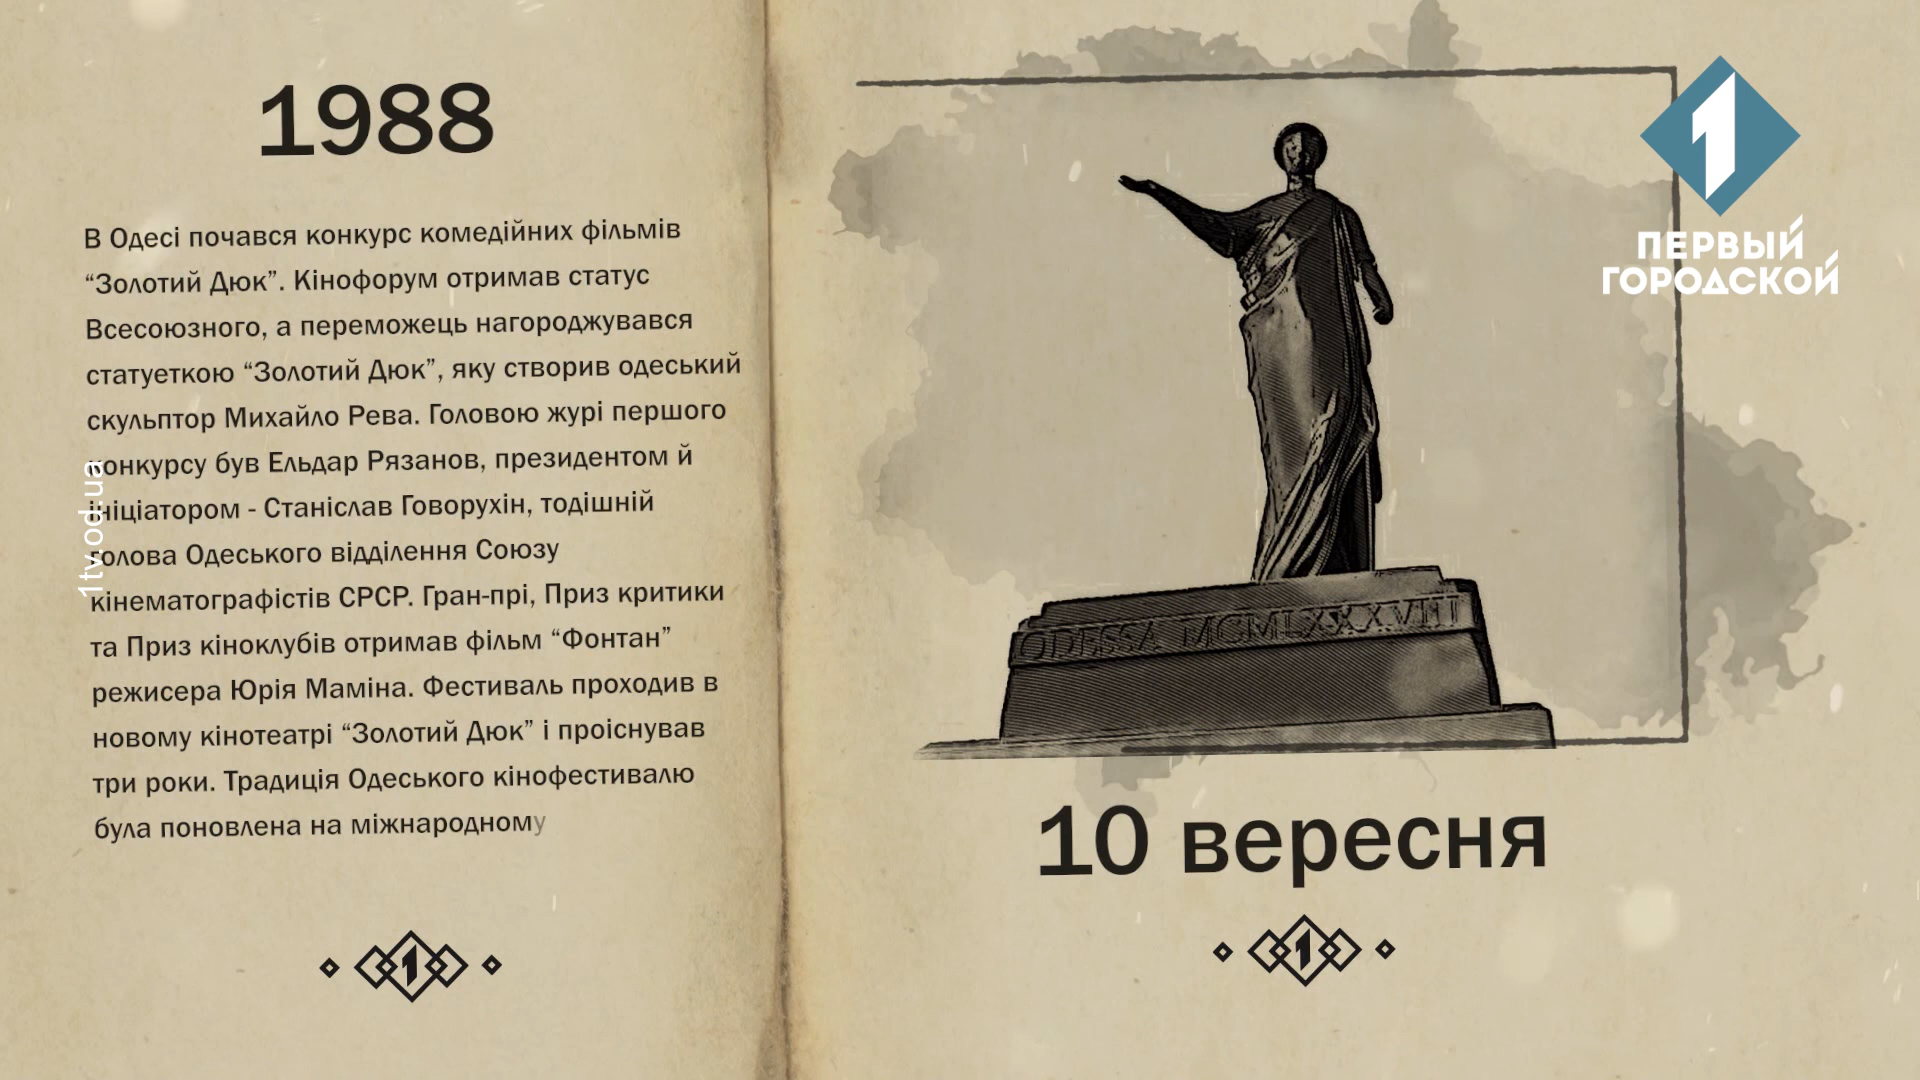 1988
В Одесі почався конкурс комедійних фільмів
“Золотий Дюк”. Кінофорум отримав статус
Всесоюзного, а переможець нагороджувався
статуеткою “Золотий Дюк”, яку створив одеський
скульптор Михайло Рева. Головою журі першого
конкурсу був Ельдар Рязанов, президентом й
ініціатором - Станіслав Говорухін, тодішній
голова Одеського відділення Союзу
кінематографістів СРСР. Гран-прі, Приз критики
та Приз кіноклубів отримав фільм “Фонтан”
режисера Юрія Маміна. Фестиваль проходив в
новому кінотеатрі “Золотий Дюк” і проіснував
три роки. Традиція Одеського кінофестивалю
була поновлена на міжнародному
1tv.od.ua
1
ODESSA MCMLXXXVIII
10 вересня
1
1
ПЕРВЫЙ
ГОРОДСКОЙ